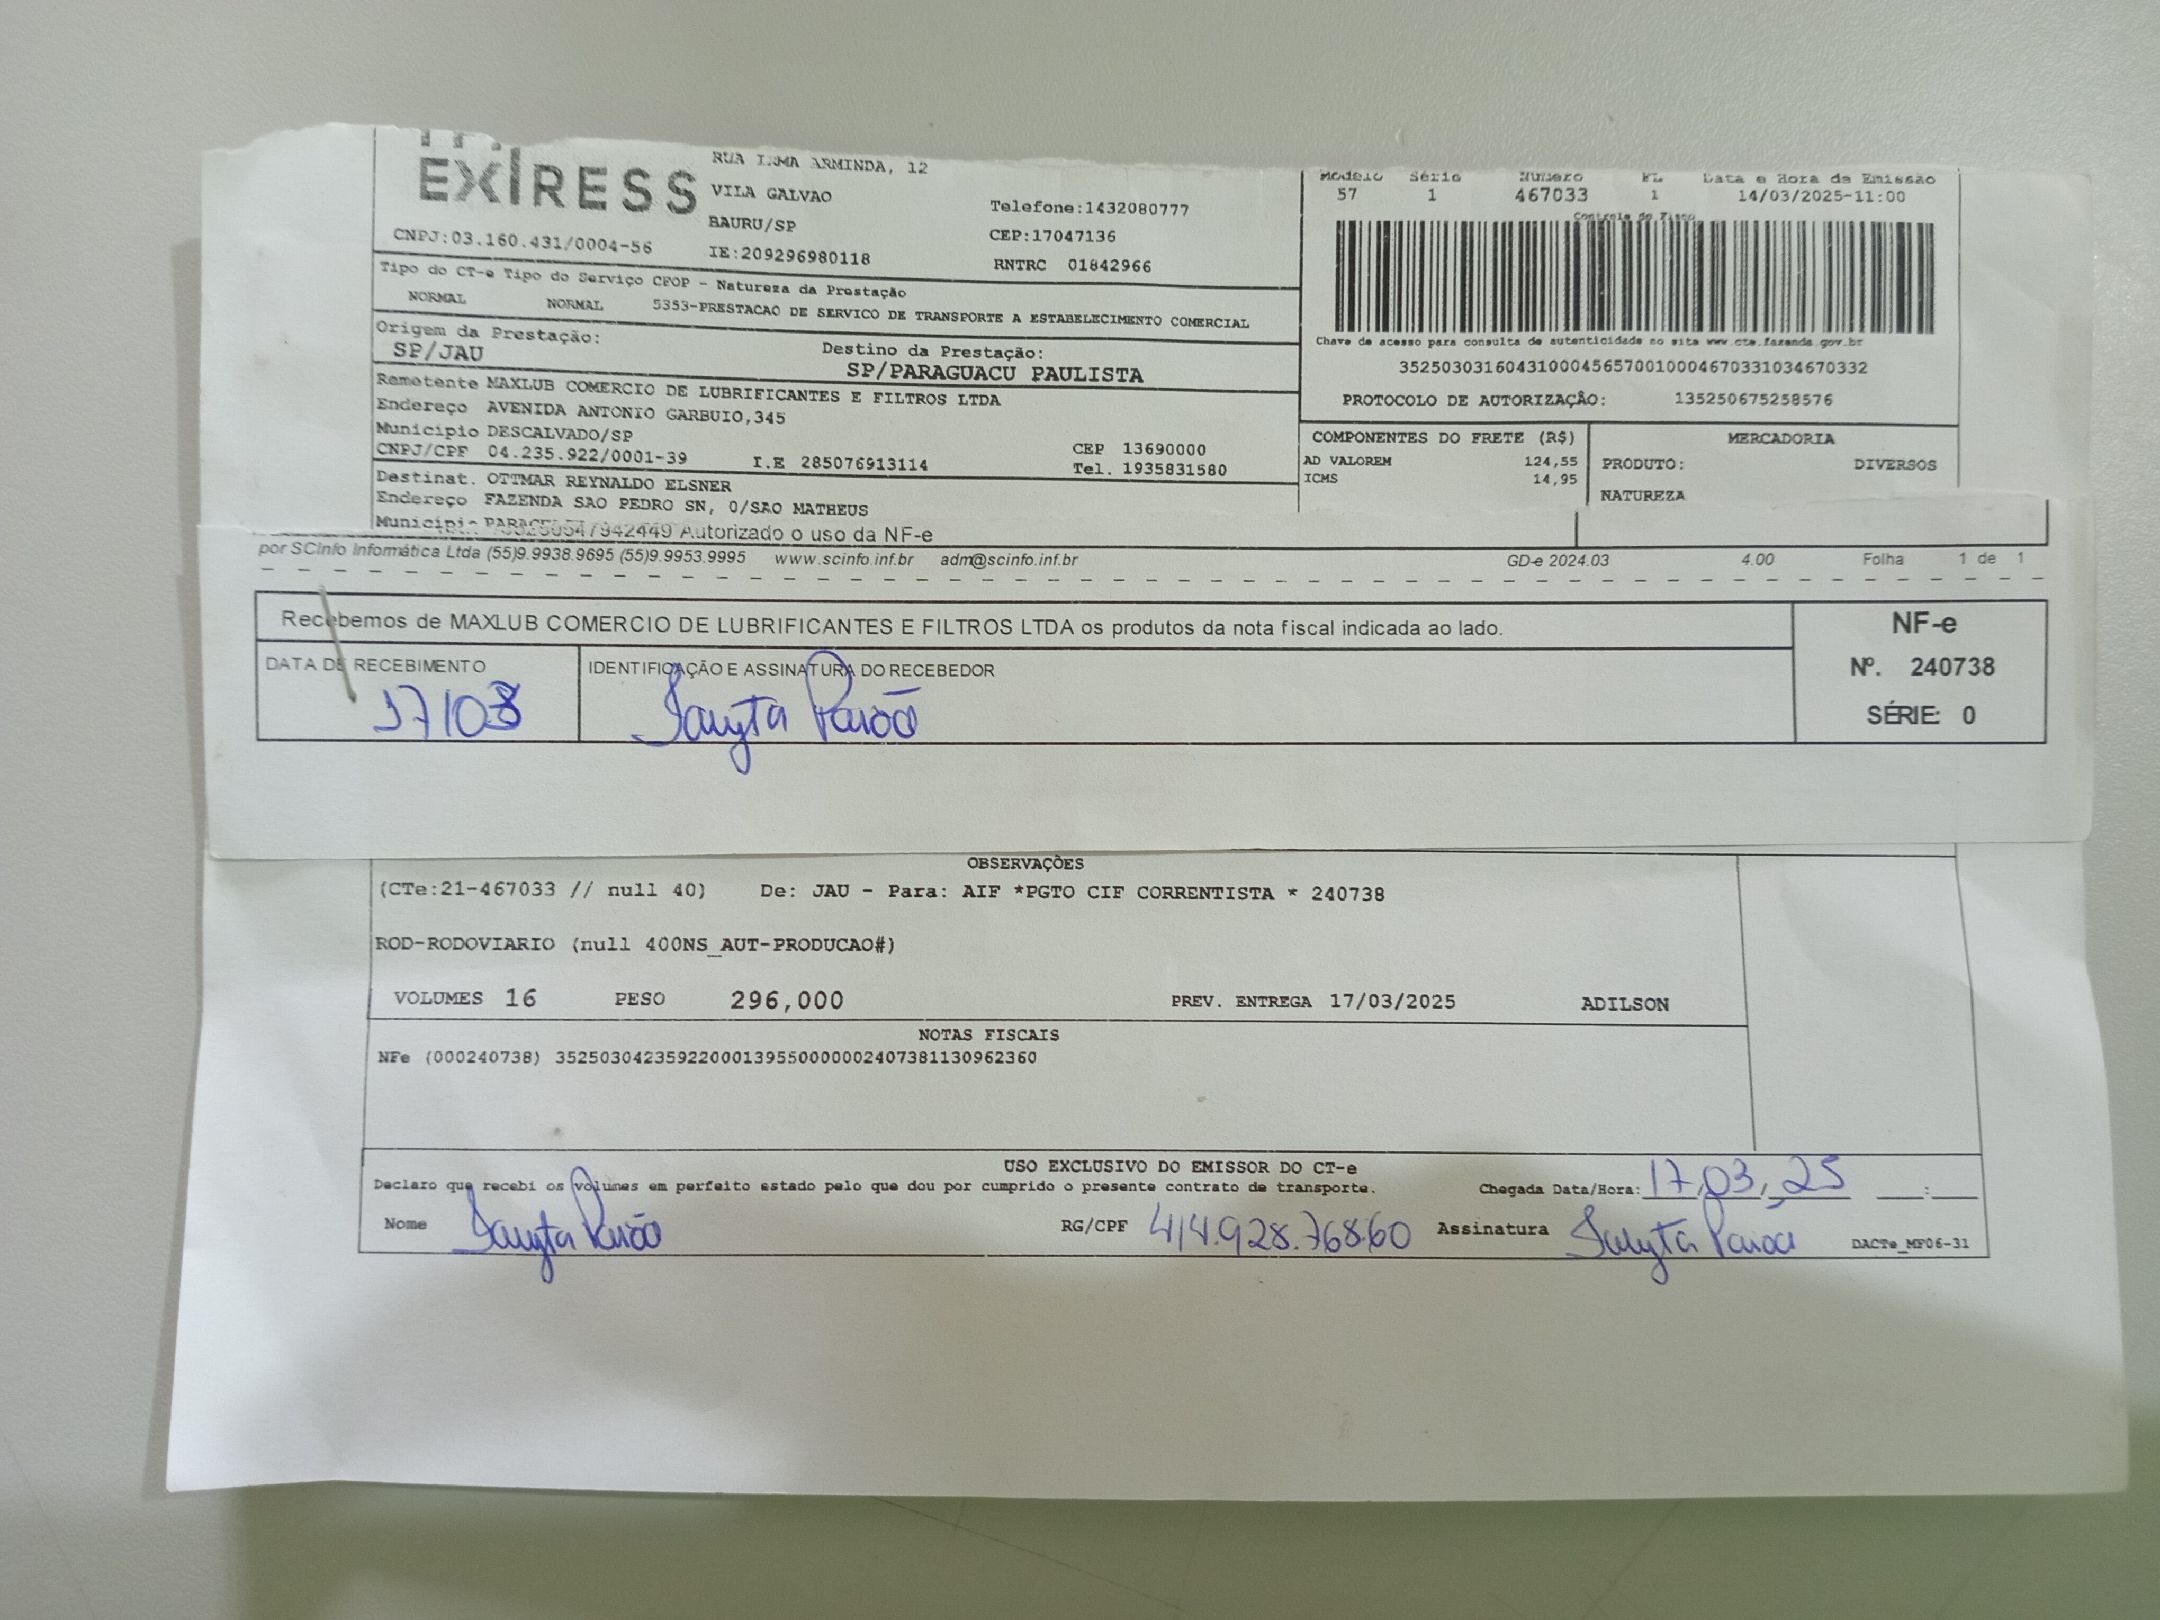 EXPRESS
RUA IRMA ARMINDA, 12
VILA GALVAO
BAURU/SP
CNPJ:03.160.431/0004-56
IE:209296980118
Telefone:1432080777
CEP:17047136
RNTRC 01842966
Modelo Série Número FL Data e Hora da Emissão
57 1 467033 1 14/03/2025-11:00
Controle do Fisco
Tipo do CT-e Tipo do Serviço CFOP - Natureza da Prestação
NORMAL NORMAL 5353-PRESTACAO DE SERVICO DE TRANSPORTE A ESTABELECIMENTO COMERCIAL
Origem da Prestação:
SP/JAU
Destino da Prestação:
SP/PARAGUACU PAULISTA
Chave de acesso para consulta de autenticidade no site www.cte.fazenda.gov.br
35250303160431000456570010004670331034670332
PROTOCOLO DE AUTORIZAÇÃO: 135250675258576
Remetente MAXLUB COMERCIO DE LUBRIFICANTES E FILTROS LTDA
Endereço AVENIDA ANTONIO GARBUIO,345
Municipio DESCALVADO/SP
CEP 13690000
CNPJ/CPF 04.235.922/0001-39 I.E 285076913114 Tel. 1935831580
COMPONENTES DO FRETE (R$)
AD VALOREM 124,55
ICMS 14,95
MERCADORIA
PRODUTO: DIVERSOS
NATUREZA
Destinat. OTTMAR REYNALDO ELSNER
Endereço FAZENDA SAO PEDRO SN, 0/SAO MATHEUS
Autorizado o uso da NF-e
por SCinfo Informática Ltda (55)9.9938.9695 (55)9.9953.9995 www.scinfo.inf.br adm@scinfo.inf.br GD-e 2024.03 4.00 Folha 1 de 1
Recebemos de MAXLUB COMERCIO DE LUBRIFICANTES E FILTROS LTDA os produtos da nota fiscal indicada ao lado.
NF-e
Nº. 240738
SÉRIE: 0
DATA DE RECEBIMENTO
17/03
IDENTIFICAÇÃO E ASSINATURA DO RECEBEDOR
OBSERVAÇÕES
(CTe:21-467033 // null 40) De: JAU - Para: AIF *PGTO CIF CORRENTISTA * 240738
ROD-RODOVIARIO (null 400NS_AUT-PRODUCAO#)
VOLUMES 16 PESO 296,000 PREV. ENTREGA 17/03/2025 ADILSON
NOTAS FISCAIS
NFe (000240738) 35250304235922000139550000002407381130962360
USO EXCLUSIVO DO EMISSOR DO CT-e
Declaro que recebi os volumes em perfeito estado pelo que dou por cumprido o presente contrato de transporte. Chegada Data/Hora: 17,03,25 __:__
Nome RG/CPF 414.928.768.60 Assinatura DACTe_MF06-31